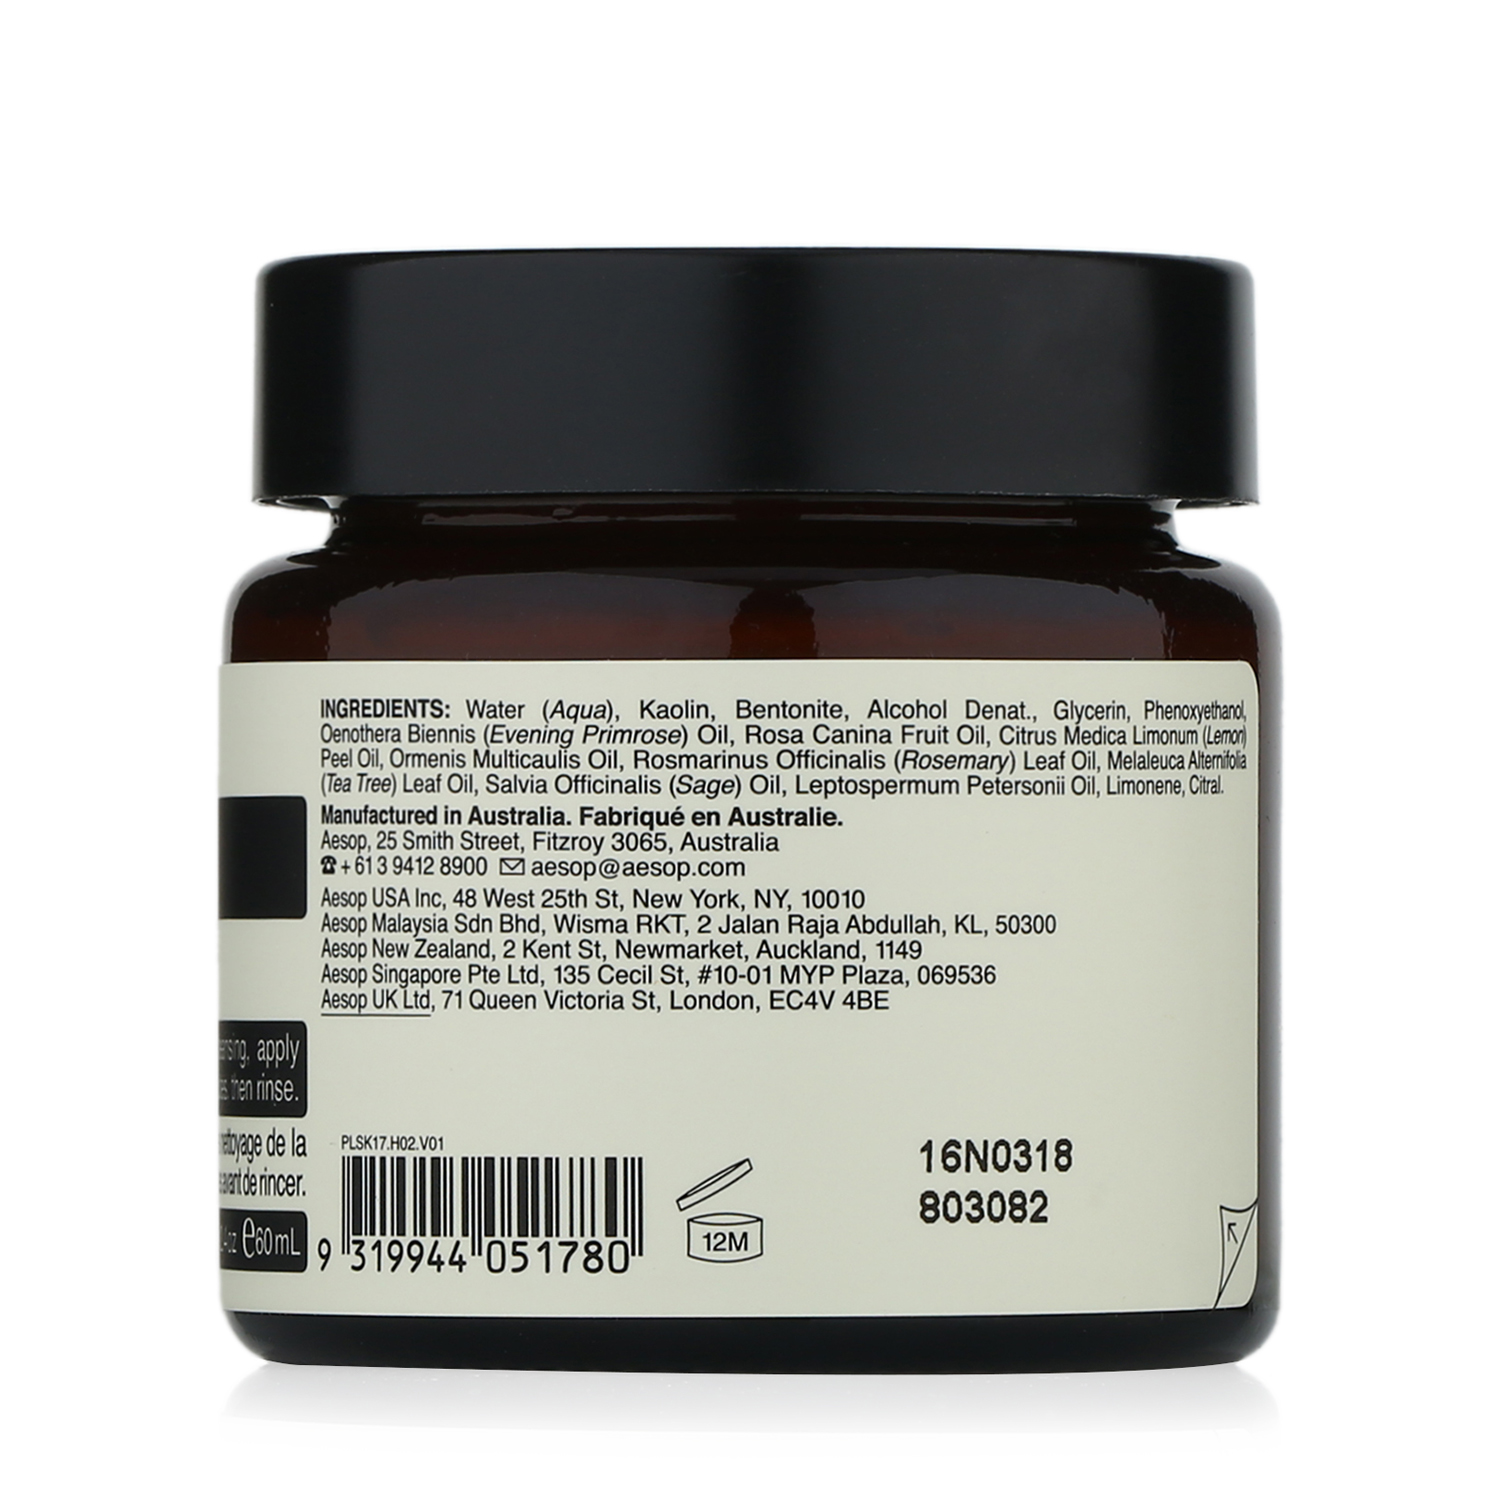 INGREDIENTS: Water (Aqua), Kaolin, Bentonite, Alcohol Denat., Glycerin, Phenoxyethanol,
Oenothera Biennis (Evening Primrose) Oil, Rosa Canina Fruit Oil, Citrus Medica Limonum (Lemon)
Peel Oil, Ormenis Multicaulis Oil, Rosmarinus Officinalis (Rosemary) Leaf Oil, Melaleuca Alternifolia
(Tea Tree) Leaf Oil, Salvia Officinalis (Sage) Oil, Leptospermum Petersonii Oil, Limonene, Citral.
Manufactured in Australia. Fabriqué en Australie.
Aesop, 25 Smith Street, Fitzroy 3065, Australia
☎ + 61 3 9412 8900 ✉ aesop@aesop.com
Aesop USA Inc, 48 West 25th St, New York, NY, 10010
Aesop Malaysia Sdn Bhd, Wisma RKT, 2 Jalan Raja Abdullah, KL, 50300
Aesop New Zealand, 2 Kent St, Newmarket, Auckland, 1149
Aesop Singapore Pte Ltd, 135 Cecil St, #10-01 MYP Plaza, 069536
Aesop UK Ltd, 71 Queen Victoria St, London, EC4V 4BE
apply
then rinse.
nettoyage de la
avant de rincer.
oz ℮60 mL
PLSK17.H02.V01
9 319944 051780
12M
16N0318
803082